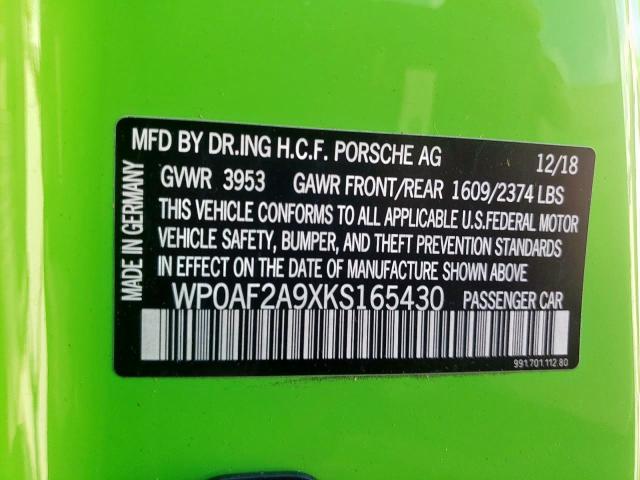 MFD BY DR.ING H.C.F. PORSCHE AG 12/18
GVWR 3953 GAWR FRONT/REAR 1609/2374 LBS
THIS VEHICLE CONFORMS TO ALL APPLICABLE U.S.FEDERAL MOTOR
VEHICLE SAFETY, BUMPER, AND THEFT PREVENTION STANDARDS
IN EFFECT ON THE DATE OF MANUFACTURE SHOWN ABOVE
WP0AF2A9XKS165430 PASSENGER CAR
991.701.112.80
MADE IN GERMANY